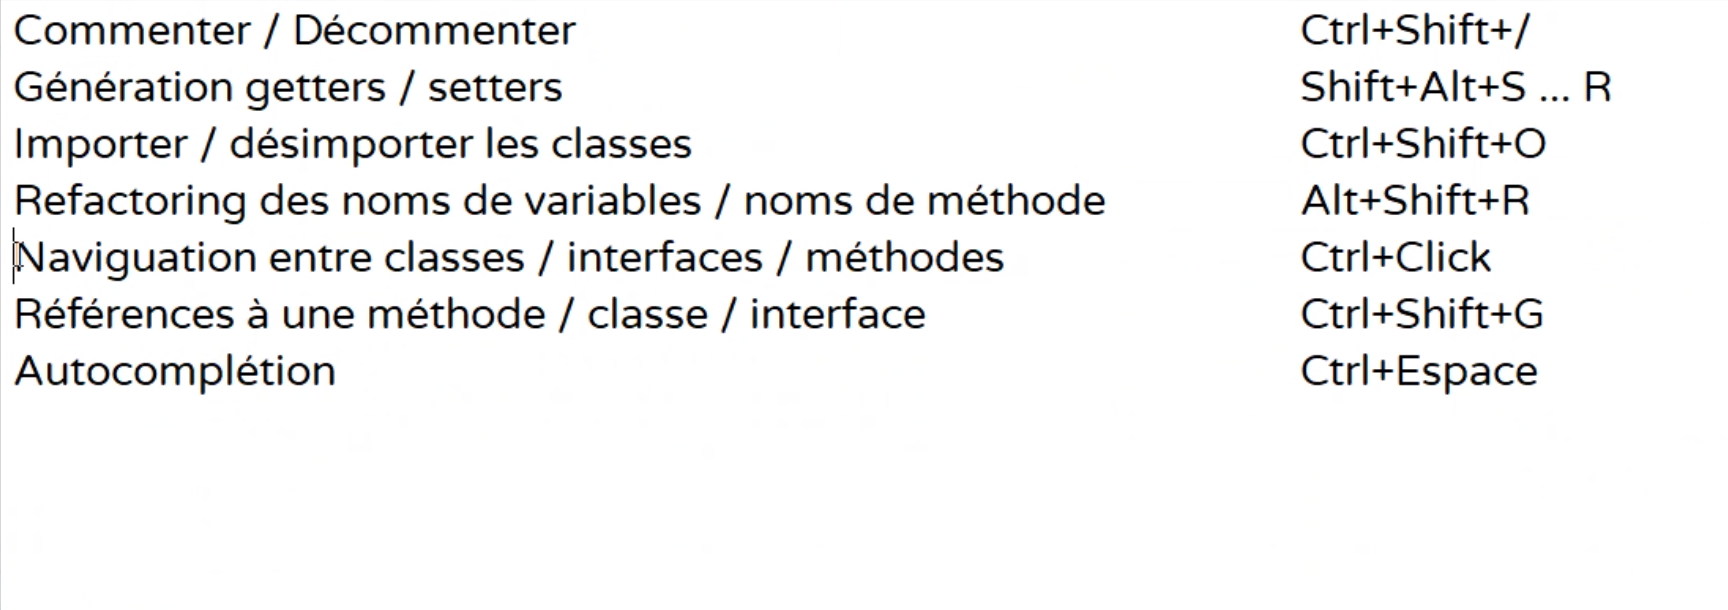 Commenter / Décommenter Ctrl+Shift+/
Génération getters / setters Shift+Alt+S ... R
Importer / désimporter les classes Ctrl+Shift+O
Refactoring des noms de variables / noms de méthode Alt+Shift+R
Naviguation entre classes / interfaces / méthodes Ctrl+Click
Références à une méthode / classe / interface Ctrl+Shift+G
Autocomplétion Ctrl+Espace